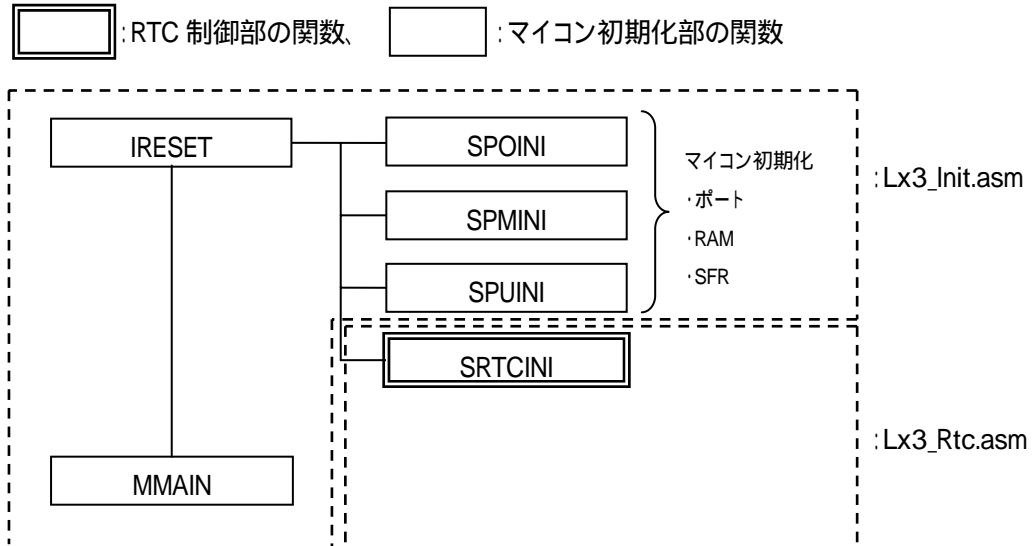 :RTC 制御部の関数、 :マイコン初期化部の関数
IRESET
SPOINI
SPMINI
SPUINI
マイコン初期化
・ポート
・RAM
・SFR
:Lx3_Init.asm
SRTCINI
:Lx3_Rtc.asm
MMAIN